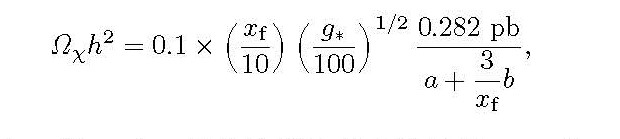 Ω_χ h² = 0.1 × (x_f/10) (g_*/100)^{1/2} 0.282 pb/(a + (3/x_f)b),